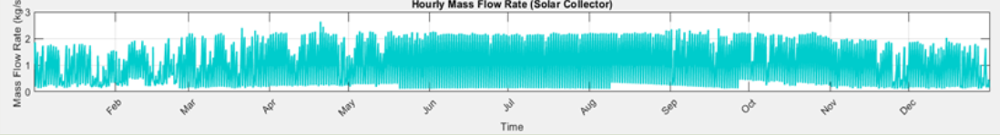 Hourly Mass Flow Rate (Solar Collector)
Mass Flow Rate (kg/s
3
2
1
0
Feb
Mar
Apr
May
Jun
Jul
Aug
Sep
Oct
Nov
Dec
Time